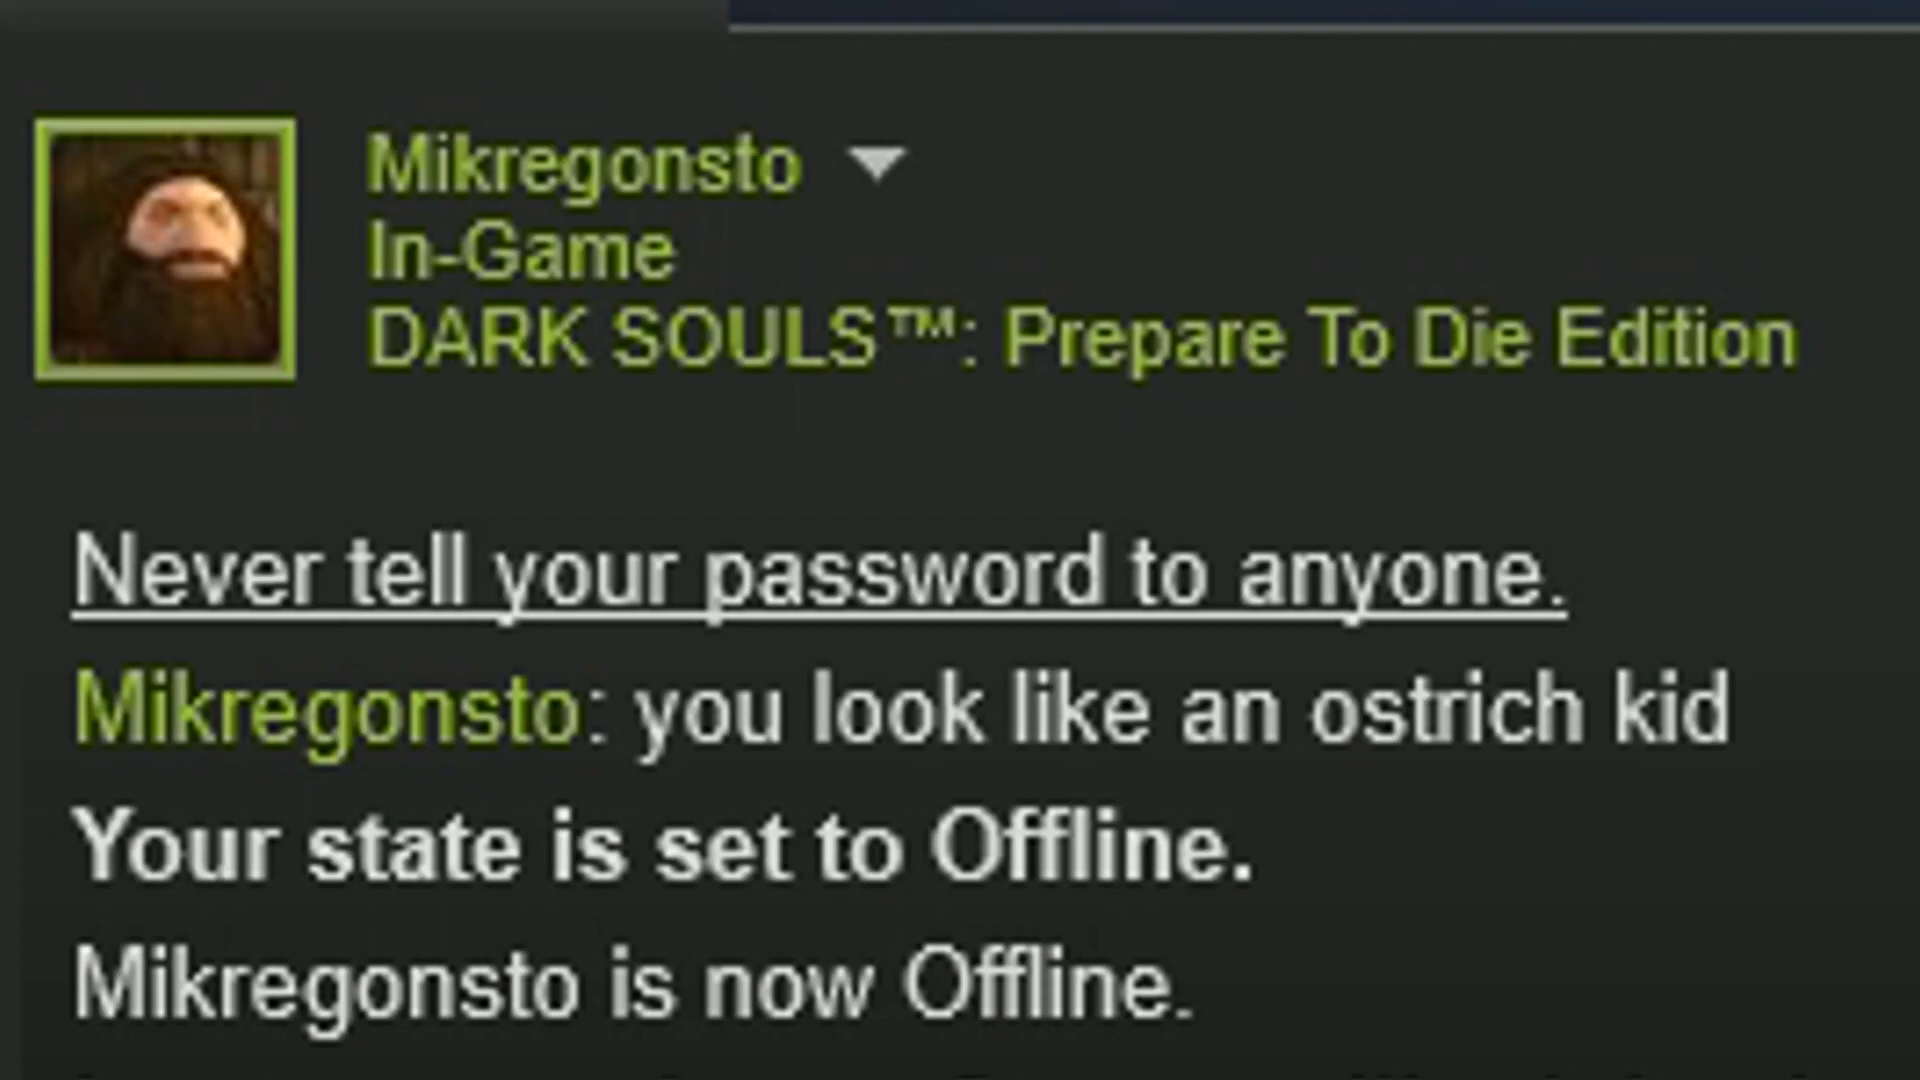 Mikregonsto
In-Game
DARK SOULS™: Prepare To Die Edition
Never tell your password to anyone.
Mikregonsto: you look like an ostrich kid
Your state is set to Offline.
Mikregonsto is now Offline.